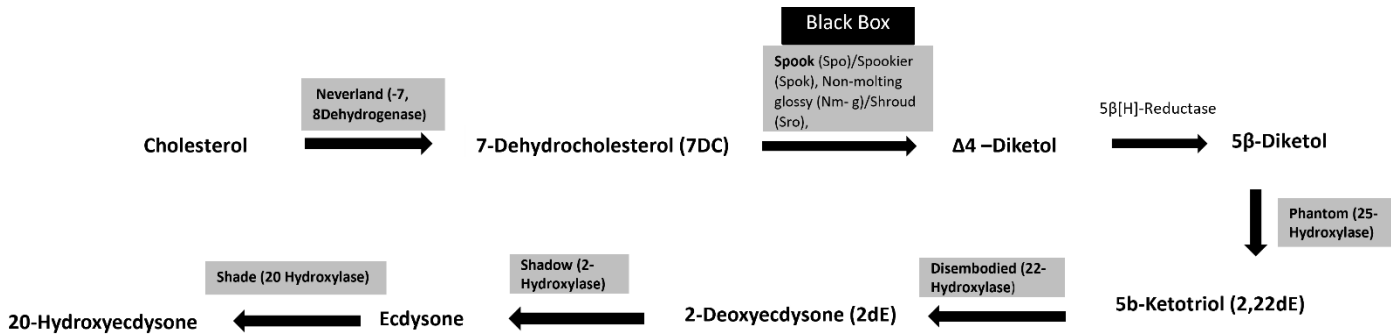 Black Box
Spook (Spo)/Spookier
(Spok), Non-molting
glossy (Nm- g)/Shroud
(Sro),
Neverland (-7,
8Dehydrogenase)
5β[H]-Reductase
Cholesterol
7-Dehydrocholesterol (7DC)
Δ4 –Diketol
5β-Diketol
Phantom (25-
Hydroxylase)
Disembodied (22-
Hydroxylase)
Shadow (2-
Hydroxylase)
Shade (20 Hydroxylase)
5b-Ketotriol (2,22dE)
2-Deoxyecdysone (2dE)
Ecdysone
20-Hydroxyecdysone